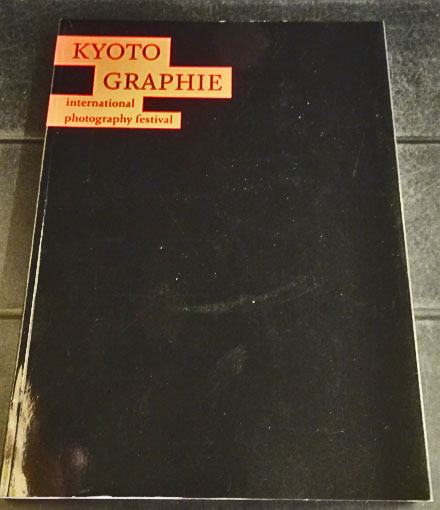 KYOTO
GRAPHIE
international
photography festival